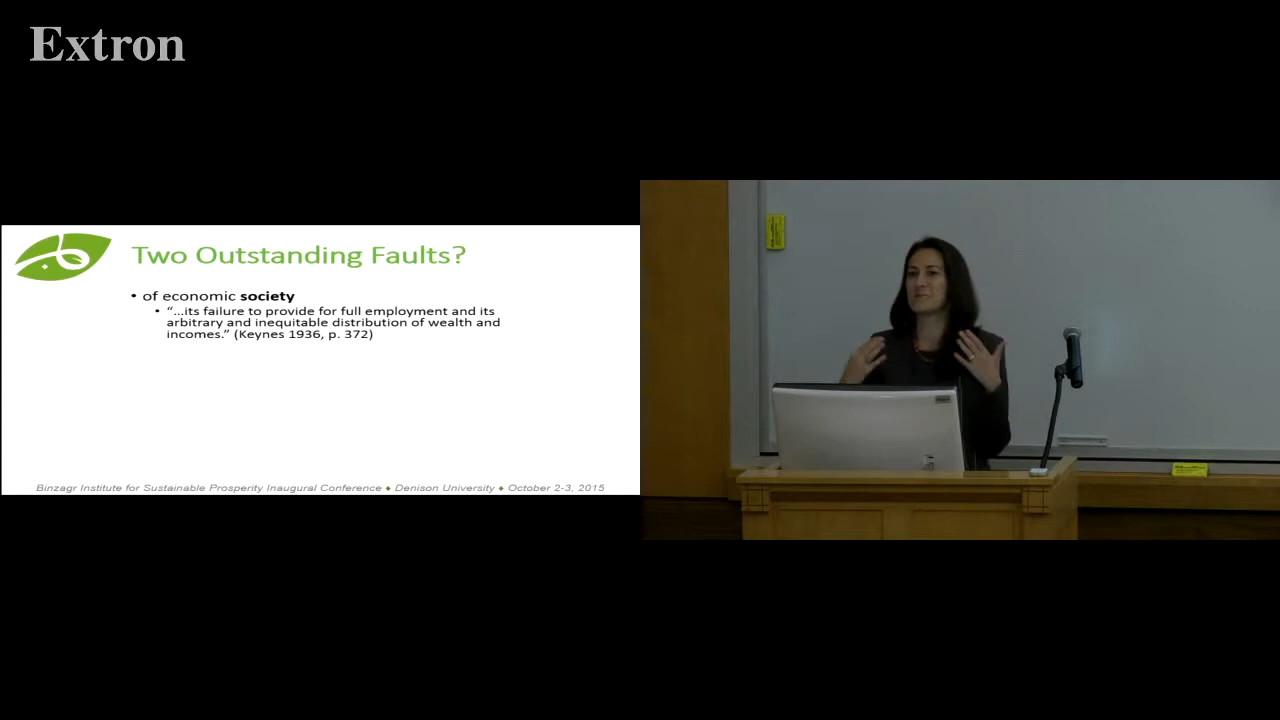 Extron
Two Outstanding Faults?
• of economic society
• “...its failure to provide for full employment and its
arbitrary and inequitable distribution of wealth and
incomes.” (Keynes 1936, p. 372)
Binzagr Institute for Sustainable Prosperity Inaugural Conference ♦ Denison University ♦ October 2-3, 2015